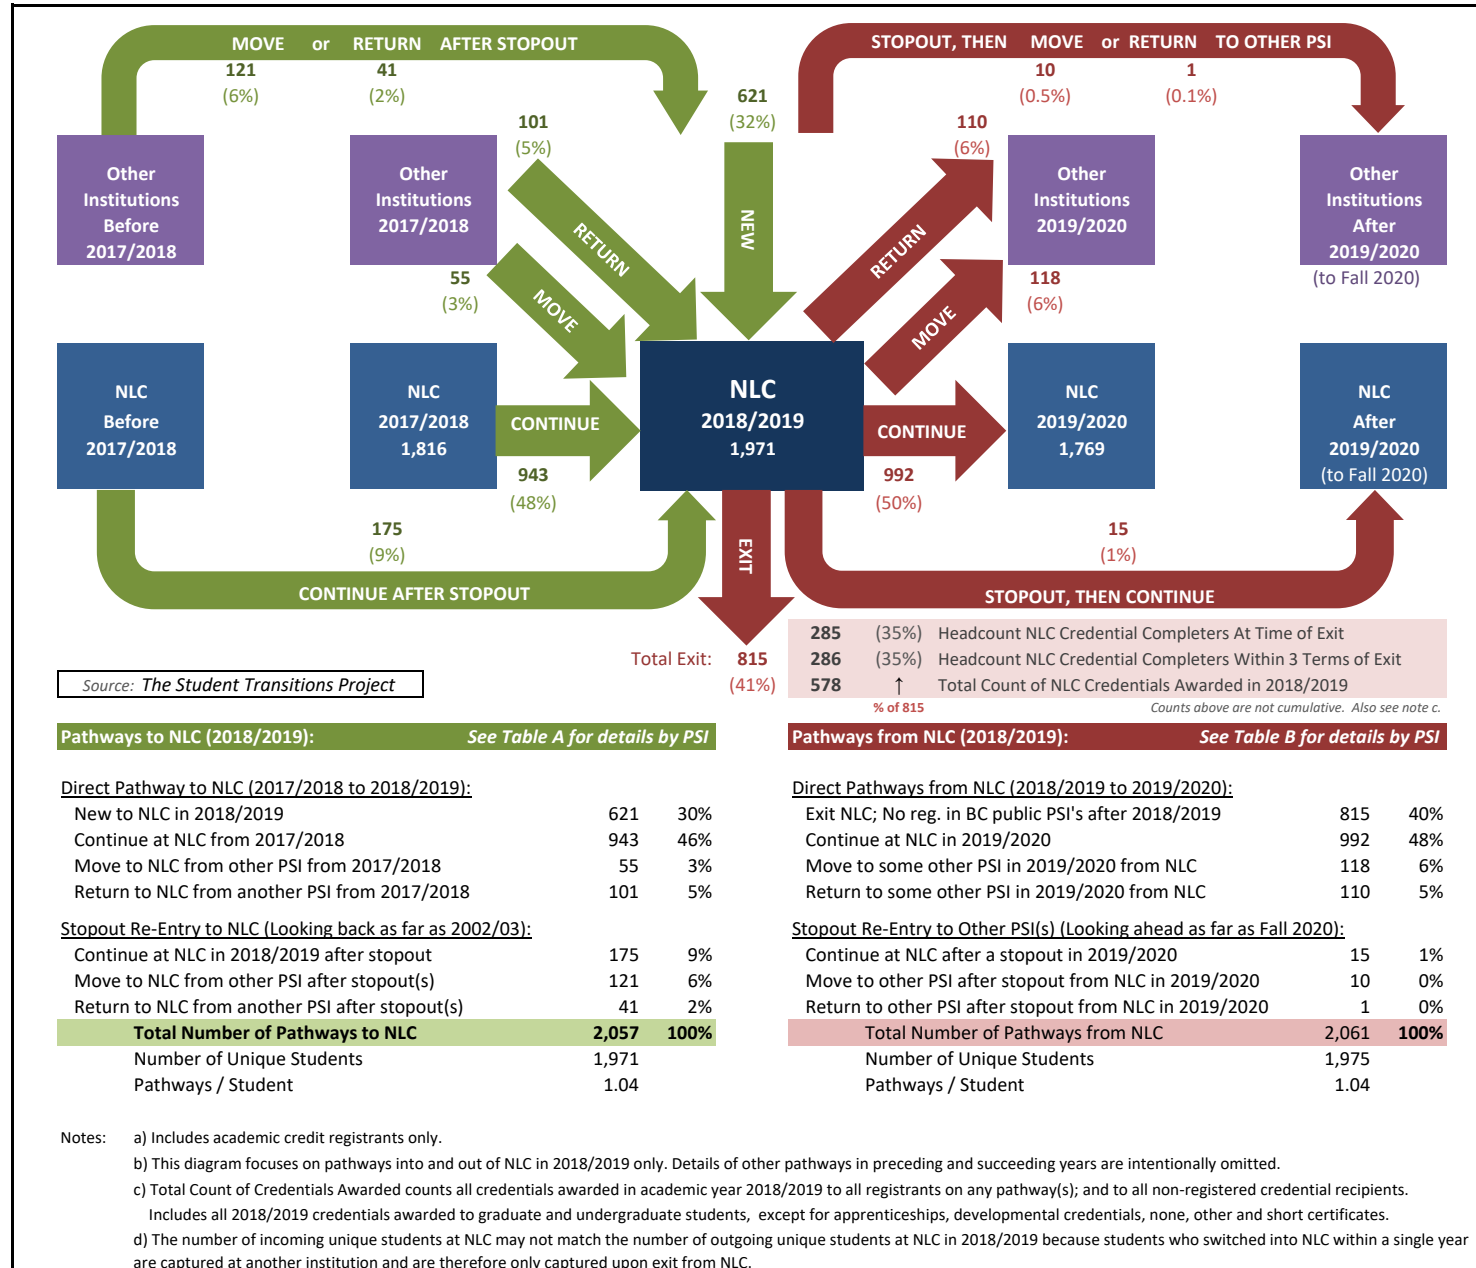 MOVE or RETURN AFTER STOPOUT
121 41
(6%) (2%)
STOPOUT, THEN MOVE or RETURN TO OTHER PSI
10 1
(0.5%) (0.1%)
621
(32%)
101
(5%)
110
(6%)
Other
Institutions
Before
2017/2018
Other
Institutions
2017/2018
NEW
RETURN
MOVE
55
(3%)
RETURN
MOVE
118
(6%)
Other
Institutions
2019/2020
Other
Institutions
After
2019/2020
(to Fall 2020)
NLC
Before
2017/2018
NLC
2017/2018
1,816
CONTINUE
943
(48%)
NLC
2018/2019
1,971
CONTINUE
992
(50%)
NLC
2019/2020
1,769
NLC
After
2019/2020
(to Fall 2020)
175
(9%)
CONTINUE AFTER STOPOUT
EXIT
15
(1%)
STOPOUT, THEN CONTINUE
Total Exit: 815
(41%)
285 (35%) Headcount NLC Credential Completers At Time of Exit
286 (35%) Headcount NLC Credential Completers Within 3 Terms of Exit
578 ↑ Total Count of NLC Credentials Awarded in 2018/2019
% of 815 Counts above are not cumulative. Also see note c.
Source: The Student Transitions Project
Pathways to NLC (2018/2019): See Table A for details by PSI
Direct Pathway to NLC (2017/2018 to 2018/2019):
New to NLC in 2018/2019 621 30%
Continue at NLC from 2017/2018 943 46%
Move to NLC from other PSI from 2017/2018 55 3%
Return to NLC from another PSI from 2017/2018 101 5%
Stopout Re-Entry to NLC (Looking back as far as 2002/03):
Continue at NLC in 2018/2019 after stopout 175 9%
Move to NLC from other PSI after stopout(s) 121 6%
Return to NLC from another PSI after stopout(s) 41 2%
Total Number of Pathways to NLC 2,057 100%
Number of Unique Students 1,971
Pathways / Student 1.04
Pathways from NLC (2018/2019): See Table B for details by PSI
Direct Pathways from NLC (2018/2019 to 2019/2020):
Exit NLC; No reg. in BC public PSI's after 2018/2019 815 40%
Continue at NLC in 2019/2020 992 48%
Move to some other PSI in 2019/2020 from NLC 118 6%
Return to some other PSI in 2019/2020 from NLC 110 5%
Stopout Re-Entry to Other PSI(s) (Looking ahead as far as Fall 2020):
Continue at NLC after a stopout in 2019/2020 15 1%
Move to other PSI after stopout from NLC in 2019/2020 10 0%
Return to other PSI after stopout from NLC in 2019/2020 1 0%
Total Number of Pathways from NLC 2,061 100%
Number of Unique Students 1,975
Pathways / Student 1.04
Notes: a) Includes academic credit registrants only.
b) This diagram focuses on pathways into and out of NLC in 2018/2019 only. Details of other pathways in preceding and succeeding years are intentionally omitted.
c) Total Count of Credentials Awarded counts all credentials awarded in academic year 2018/2019 to all registrants on any pathway(s); and to all non-registered credential recipients.
Includes all 2018/2019 credentials awarded to graduate and undergraduate students, except for apprenticeships, developmental credentials, none, other and short certificates.
d) The number of incoming unique students at NLC may not match the number of outgoing unique students at NLC in 2018/2019 because students who switched into NLC within a single year
are captured at another institution and are therefore only captured upon exit from NLC.